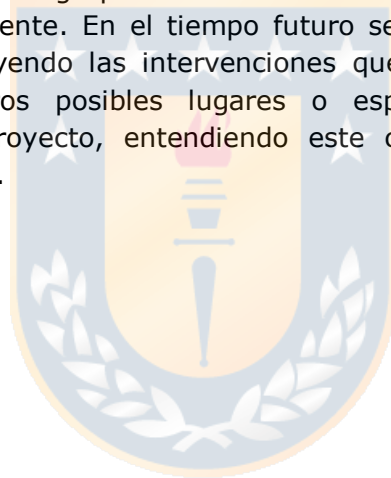 ente. En el tiempo futuro se
yendo las intervenciones que
os posibles lugares o esp
royecto, entendiendo este c
.